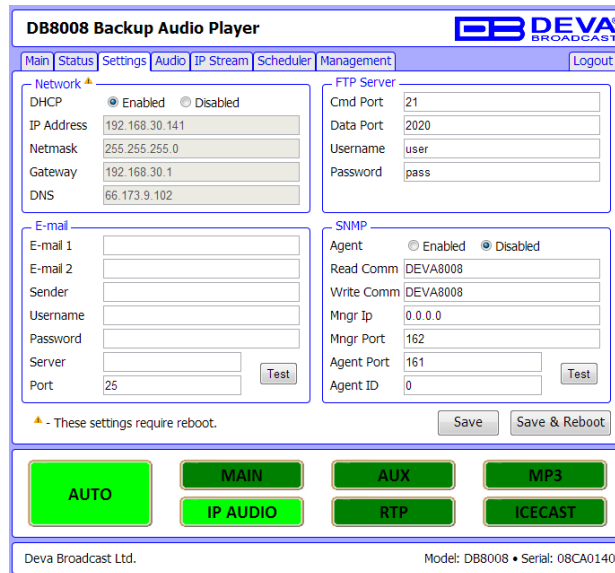 DB8008 Backup Audio Player
DEVA
BROADCAST
Main Status Settings Audio IP Stream Scheduler Management Logout
Network
DHCP Enabled Disabled
IP Address 192.168.30.141
Netmask 255.255.255.0
Gateway 192.168.30.1
DNS 66.173.9.102
FTP Server
Cmd Port 21
Data Port 2020
Username user
Password pass
E-mail
E-mail 1
E-mail 2
Sender
Username
Password
Server
Port 25
Test
SNMP
Agent Enabled Disabled
Read Comm DEVA8008
Write Comm DEVA8008
Mngr Ip 0.0.0.0
Mngr Port 162
Agent Port 161
Agent ID 0
Test
- These settings require reboot.
Save Save & Reboot
AUTO
MAIN AUX MP3
IP AUDIO RTP ICECAST
Deva Broadcast Ltd. Model: DB8008 • Serial: 08CA0140